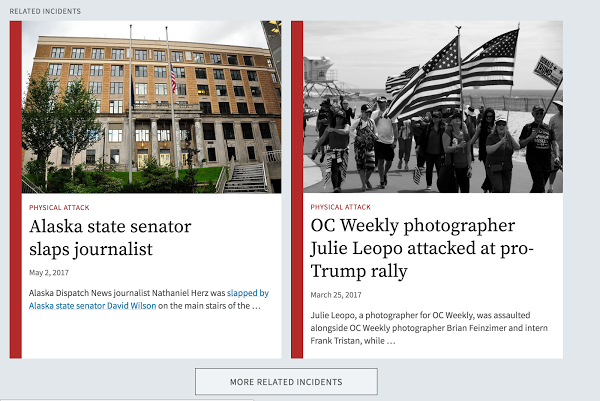 RELATED INCIDENTS
PHYSICAL ATTACK
Alaska state senator
slaps journalist
May 2, 2017
Alaska Dispatch News journalist Nathaniel Herz was slapped by
Alaska state senator David Wilson on the main stairs of the …
PHYSICAL ATTACK
OC Weekly photographer
Julie Leopo attacked at pro-
Trump rally
March 25, 2017
Julie Leopo, a photographer for OC Weekly, was assaulted
alongside OC Weekly photographer Brian Feinzimer and intern
Frank Tristan, while …
MORE RELATED INCIDENTS